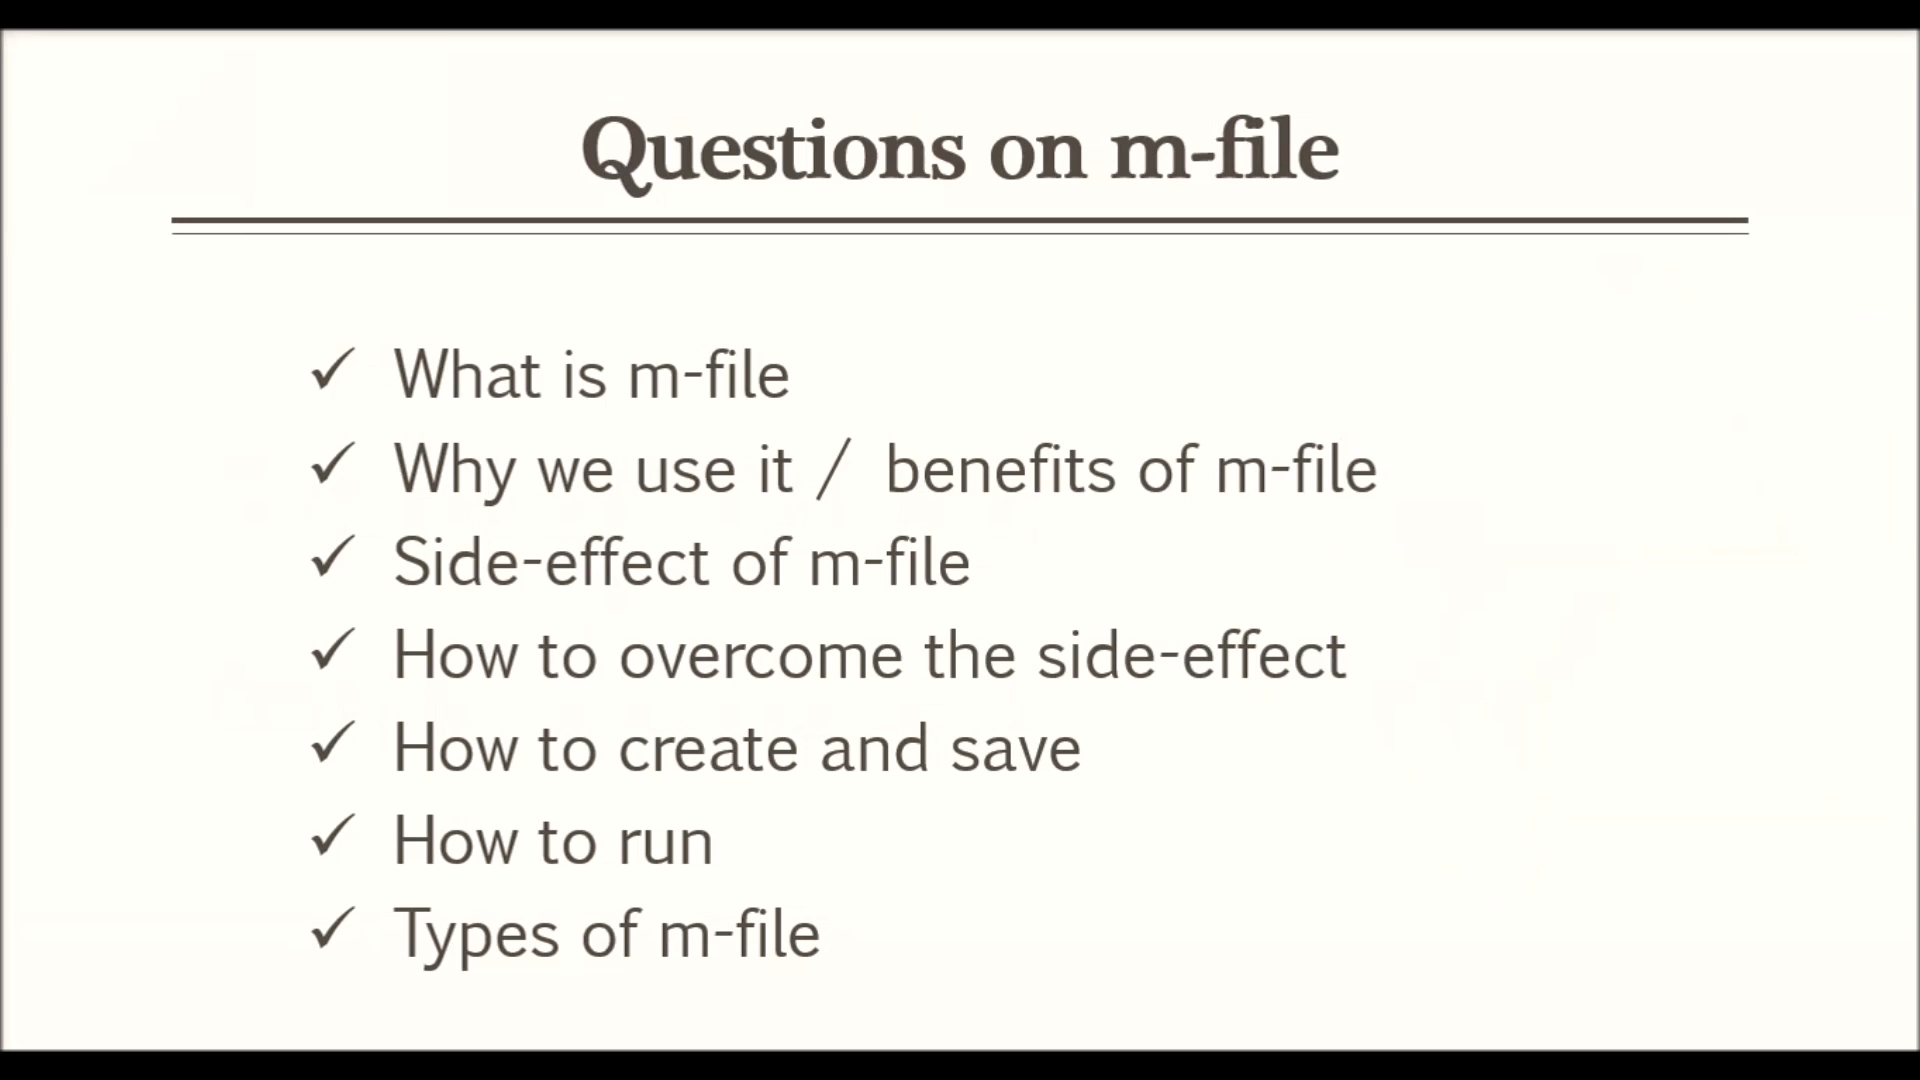 Questions on m-file
✓ What is m-file
✓ Why we use it / benefits of m-file
✓ Side-effect of m-file
✓ How to overcome the side-effect
✓ How to create and save
✓ How to run
✓ Types of m-file